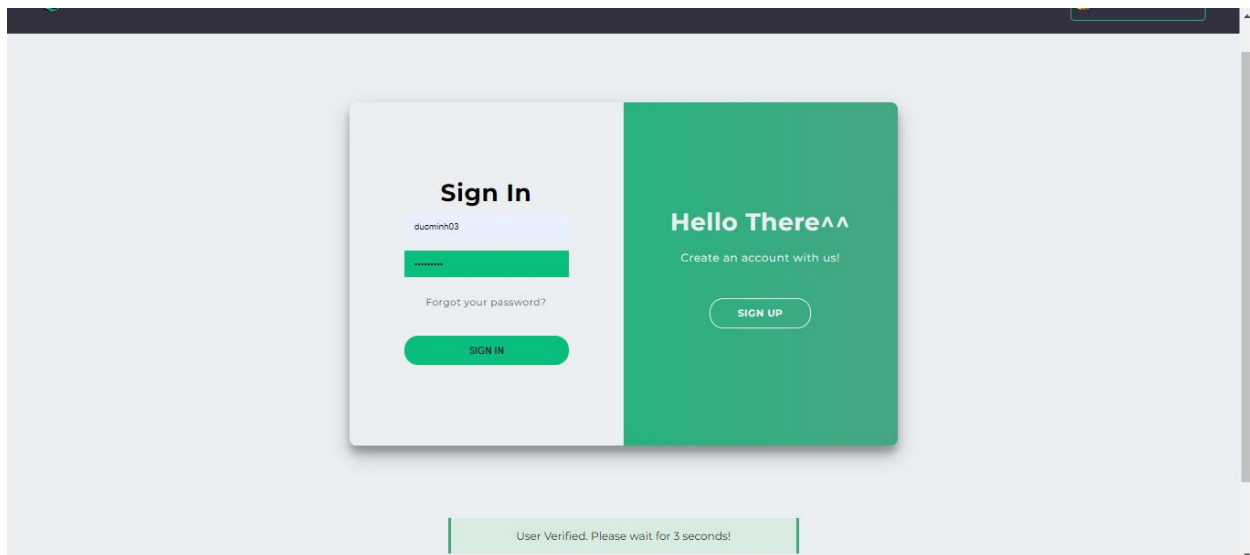 Sign In
ducminh03
•••••••••
Forgot your password?
SIGN IN
Hello There^^
Create an account with us!
SIGN UP
User Verified. Please wait for 3 seconds!